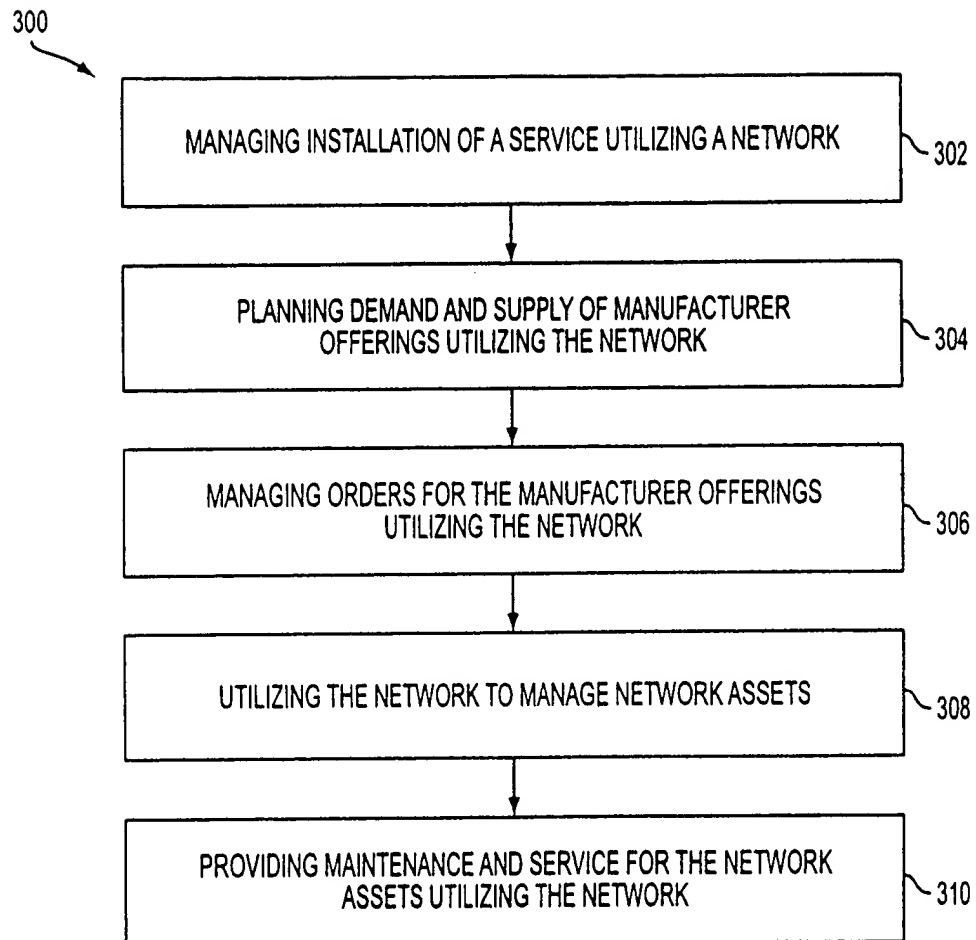 300
MANAGING INSTALLATION OF A SERVICE UTILIZING A NETWORK
302
PLANNING DEMAND AND SUPPLY OF MANUFACTURER
OFFERINGS UTILIZING THE NETWORK
304
MANAGING ORDERS FOR THE MANUFACTURER OFFERINGS
UTILIZING THE NETWORK
306
UTILIZING THE NETWORK TO MANAGE NETWORK ASSETS
308
PROVIDING MAINTENANCE AND SERVICE FOR THE NETWORK
ASSETS UTILIZING THE NETWORK
310